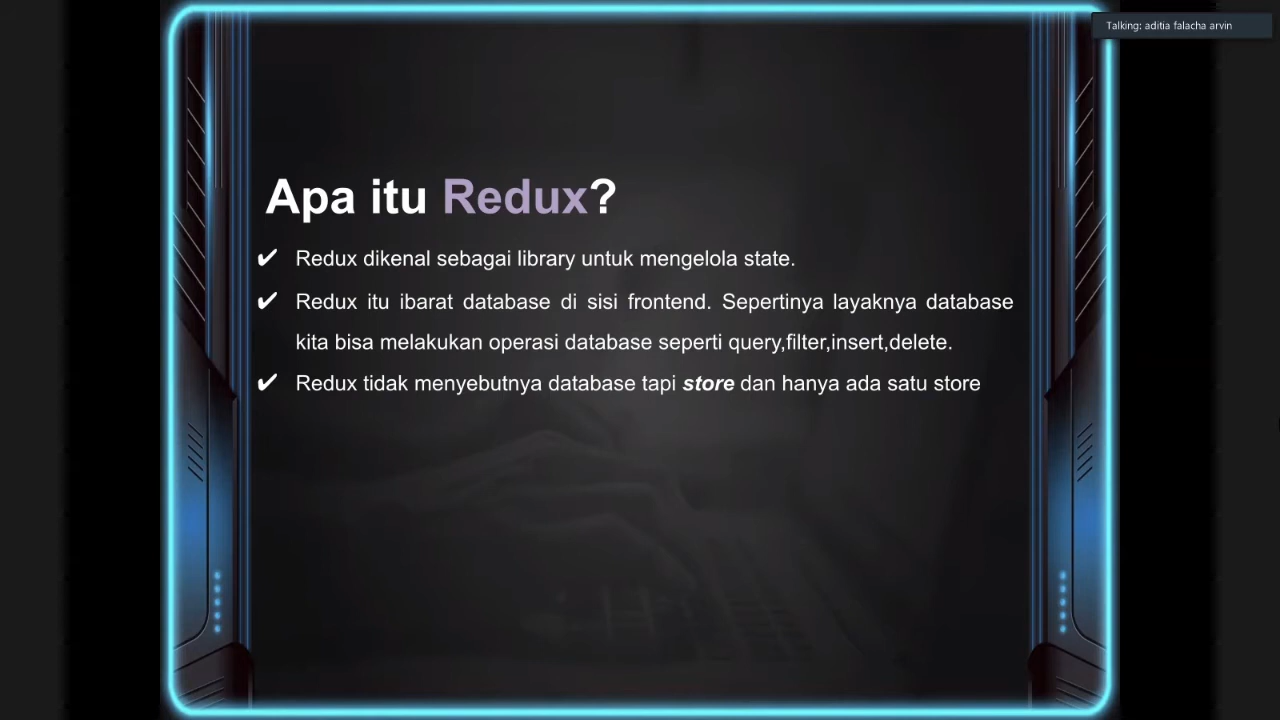 Talking: aditia falacha arvin
Apa itu Redux?
✔ Redux dikenal sebagai library untuk mengelola state.
✔ Redux itu ibarat database di sisi frontend. Sepertinya layaknya database
kita bisa melakukan operasi database seperti query,filter,insert,delete.
✔ Redux tidak menyebutnya database tapi store dan hanya ada satu store